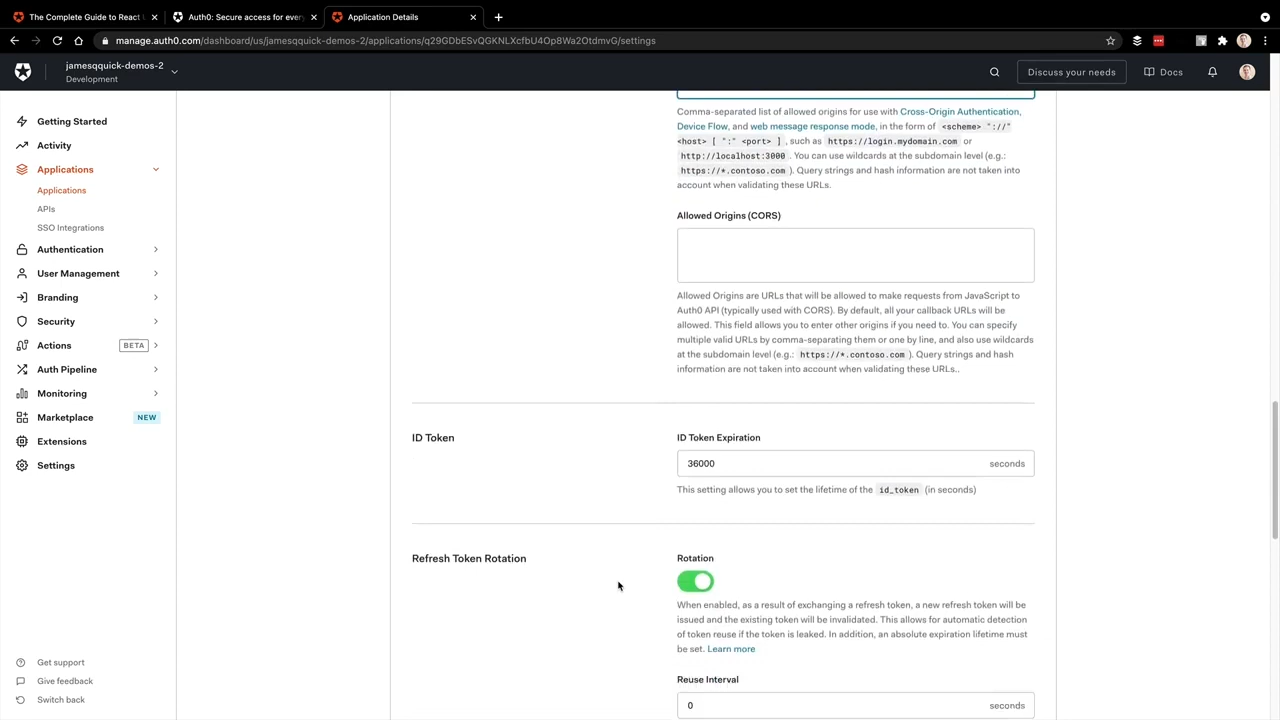 The Complete Guide to React U
Auth0: Secure access for every
Application Details
manage.auth0.com/dashboard/us/jamesqquick-demos-2/applications/q29GDbESvQGKNLXcfbU4Op8Wa2OtdmvG/settings
jamesqquick-demos-2
Development
Discuss your needs
Docs
Getting Started
Activity
Applications
Applications
APIs
SSO Integrations
Authentication
User Management
Branding
Security
Actions BETA
Auth Pipeline
Monitoring
Marketplace NEW
Extensions
Settings
Get support
Give feedback
Switch back
Comma-separated list of allowed origins for use with Cross-Origin Authentication,
Device Flow, and web message response mode, in the form of <scheme> "://"
<host> [ ":" <port> ], such as https://login.mydomain.com or
http://localhost:3000. You can use wildcards at the subdomain level (e.g.:
https://*.contoso.com ). Query strings and hash information are not taken into
account when validating these URLs.
Allowed Origins (CORS)
Allowed Origins are URLs that will be allowed to make requests from JavaScript to
Auth0 API (typically used with CORS). By default, all your callback URLs will be
allowed. This field allows you to enter other origins if you need to. You can specify
multiple valid URLs by comma-separating them or one by line, and also use wildcards
at the subdomain level (e.g.: https://*.contoso.com ). Query strings and hash
information are not taken into account when validating these URLs..
ID Token
ID Token Expiration
36000 seconds
This setting allows you to set the lifetime of the id_token (in seconds)
Refresh Token Rotation
Rotation
When enabled, as a result of exchanging a refresh token, a new refresh token will be
issued and the existing token will be invalidated. This allows for automatic detection
of token reuse if the token is leaked. In addition, an absolute expiration lifetime must
be set. Learn more
Reuse Interval
0 seconds